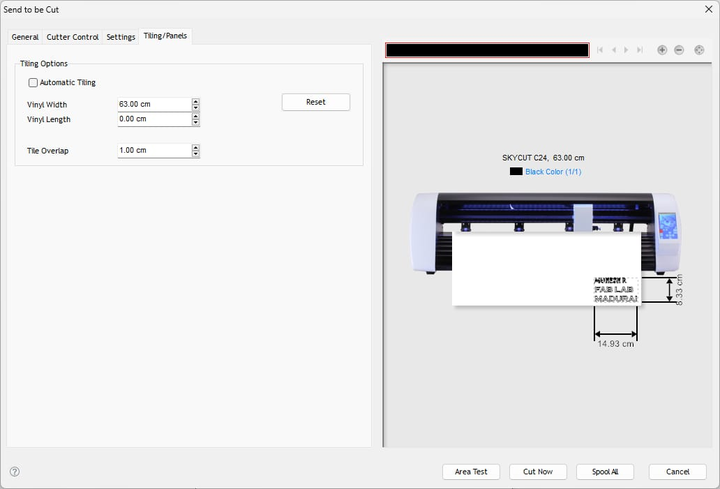 Send to be Cut
General Cutter Control Settings Tiling/Panels
Tiling Options
Automatic Tiling
Vinyl Width 63.00 cm Reset
Vinyl Length 0.00 cm
Tile Overlap 1.00 cm
SKYCUT C24, 63.00 cm
Black Color (1/1)
FAB LAB
MADURAI
8.33 cm
14.93 cm
Area Test Cut Now Spool All Cancel